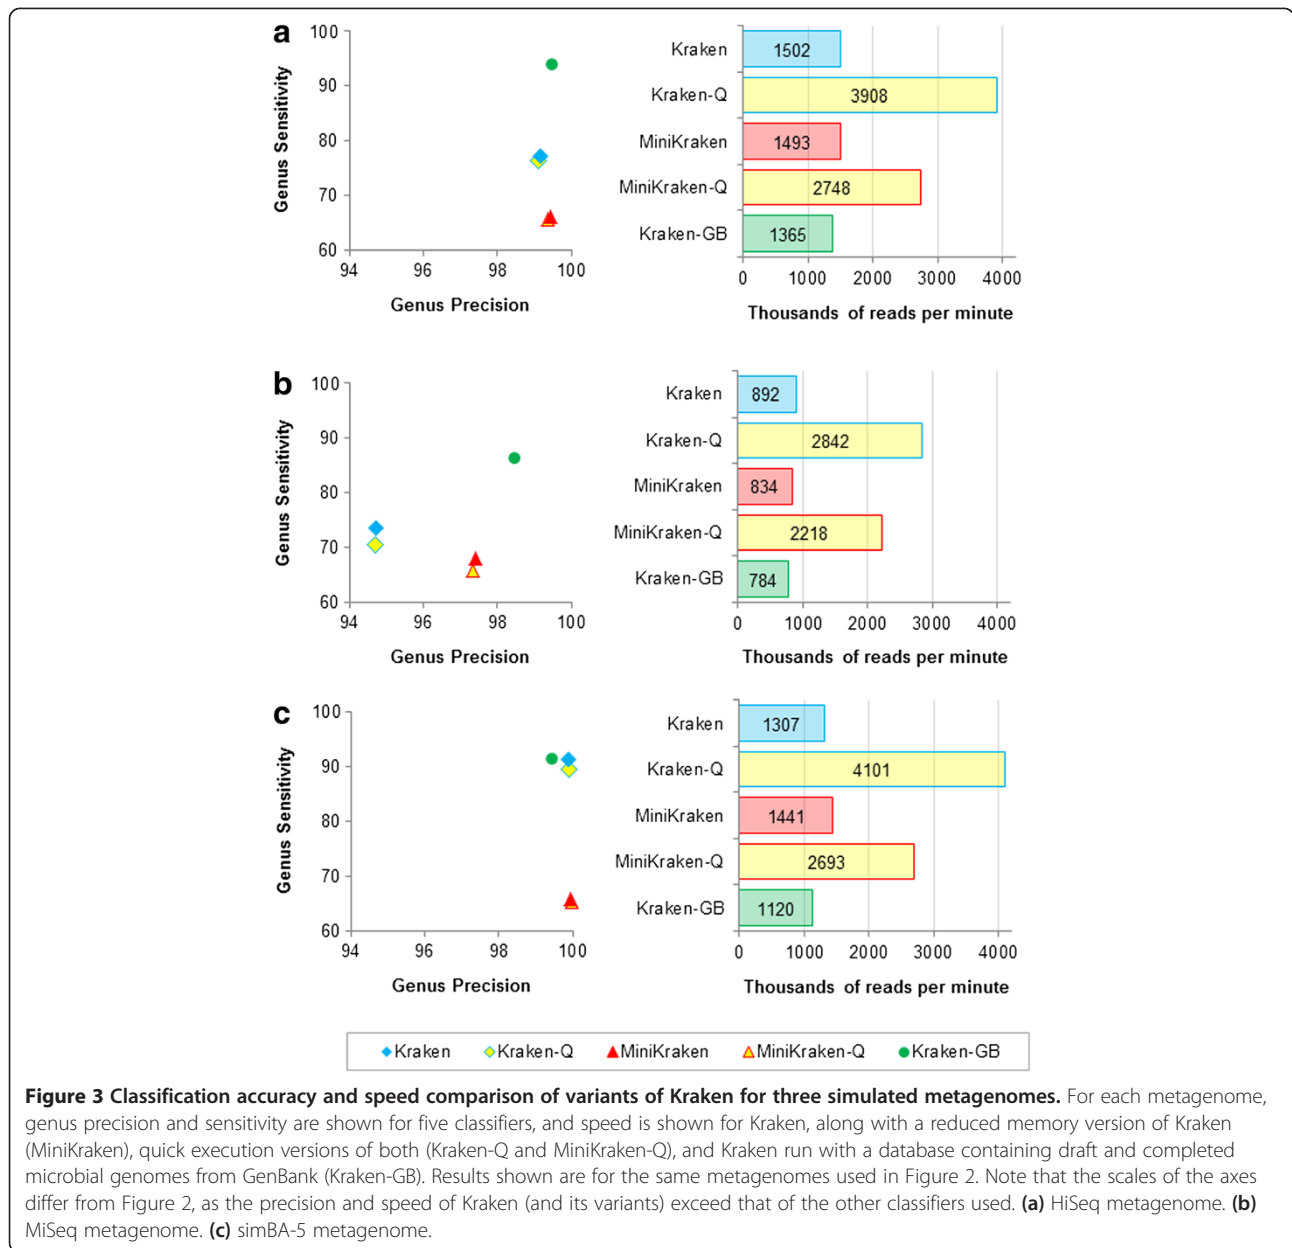 a
100
90
80
70
60
94 96 98 100
Genus Sensitivity
Genus Precision
Kraken 1502
Kraken-Q 3908
MiniKraken 1493
MiniKraken-Q 2748
Kraken-GB 1365
0 1000 2000 3000 4000
Thousands of reads per minute
b
100
90
80
70
60
94 96 98 100
Genus Sensitivity
Genus Precision
Kraken 892
Kraken-Q 2842
MiniKraken 834
MiniKraken-Q 2218
Kraken-GB 784
0 1000 2000 3000 4000
Thousands of reads per minute
c
100
90
80
70
60
94 96 98 100
Genus Sensitivity
Genus Precision
Kraken 1307
Kraken-Q 4101
MiniKraken 1441
MiniKraken-Q 2693
Kraken-GB 1120
0 1000 2000 3000 4000
Thousands of reads per minute
Kraken Kraken-Q MiniKraken MiniKraken-Q Kraken-GB
Figure 3 Classification accuracy and speed comparison of variants of Kraken for three simulated metagenomes. For each metagenome,
genus precision and sensitivity are shown for five classifiers, and speed is shown for Kraken, along with a reduced memory version of Kraken
(MiniKraken), quick execution versions of both (Kraken-Q and MiniKraken-Q), and Kraken run with a database containing draft and completed
microbial genomes from GenBank (Kraken-GB). Results shown are for the same metagenomes used in Figure 2. Note that the scales of the axes
differ from Figure 2, as the precision and speed of Kraken (and its variants) exceed that of the other classifiers used. (a) HiSeq metagenome. (b)
MiSeq metagenome. (c) simBA-5 metagenome.